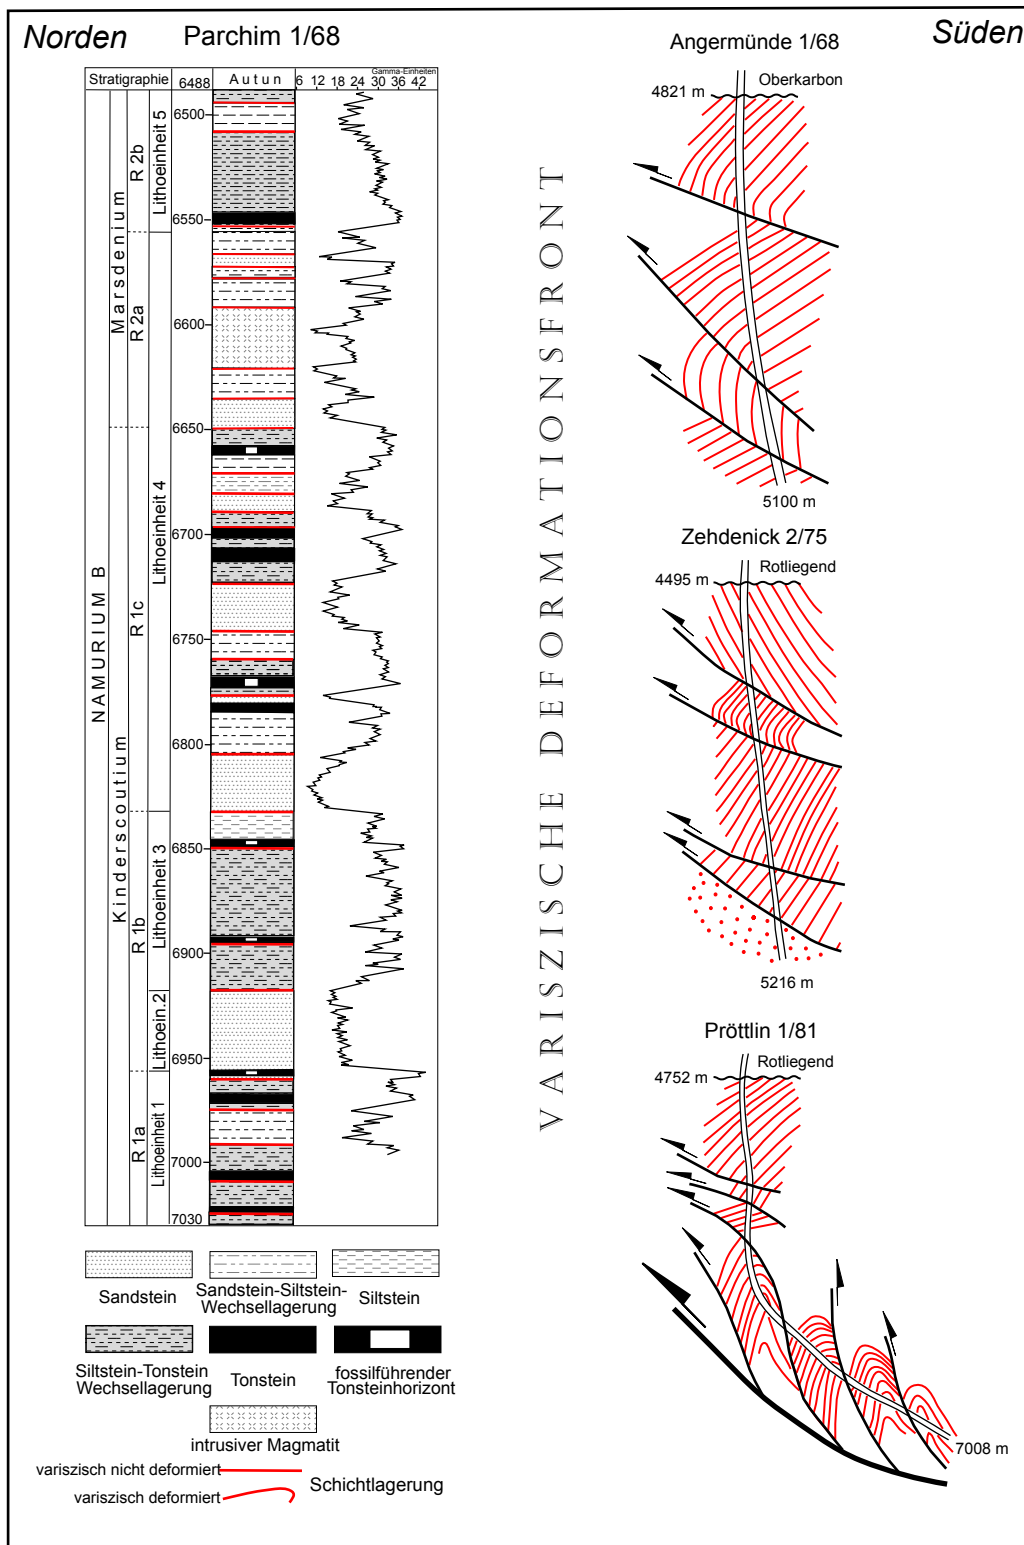 Norden
Parchim 1/68
Angermünde 1/68
Süden
Stratigraphie
6488
Autun
Gamma-Einheiten
6 12 18 24 30 36 42
6500
6550
6600
6650
6700
6750
6800
6850
6900
6950
7000
7030
NAMURIUM B
Marsdenium
Kinderscoutium
R 2b
R 2a
R 1c
R 1b
R 1a
Lithoeinheit 5
Lithoeinheit 4
Lithoeinheit 3
Lithoein.2
Lithoeinheit 1
VARISZISCHE DEFORMATIONSFRONT
Oberkarbon
4821 m
5100 m
Zehdenick 2/75
Rotliegend
4495 m
5216 m
Pröttlin 1/81
Rotliegend
4752 m
7008 m
Sandstein
Sandstein-Siltstein-
Wechsellagerung
Siltstein
Siltstein-Tonstein
Wechsellagerung
Tonstein
fossilführender
Tonsteinhorizont
intrusiver Magmatit
variszisch nicht deformiert
Schichtlagerung
variszisch deformiert